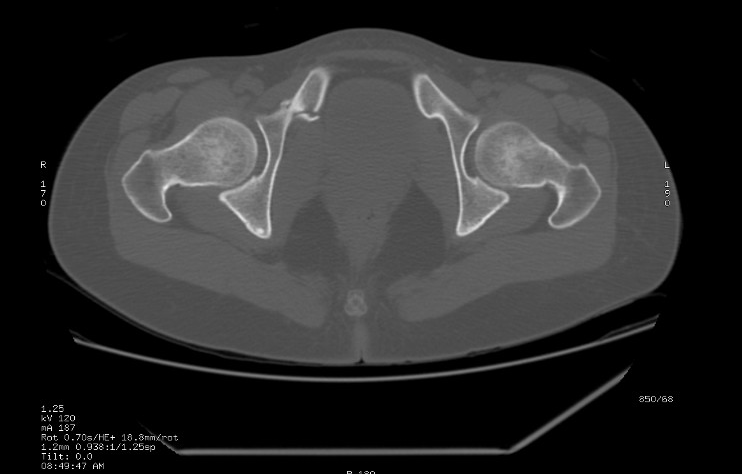 R
170
L
190
850/68
1.25
kV 120
mA 187
Rot 0.70s/HE+ 18.8mm/rot
1.2mm 0.938:1/1.25sp
Tilt: 0.0
08:49:47 AM